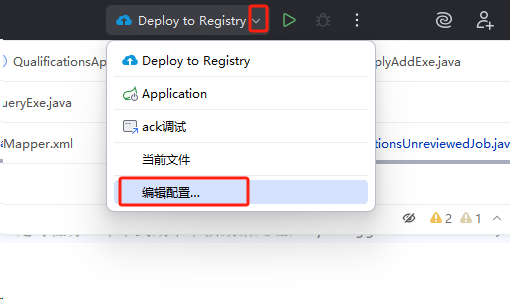 Deploy to Registry
QualificationsAp
plyAddExe.java
Deploy to Registry
ueryExe.java
Application
Mapper.xml
ack调试
tionsUnreviewedJob.jav
当前文件
编辑配置...
2
1